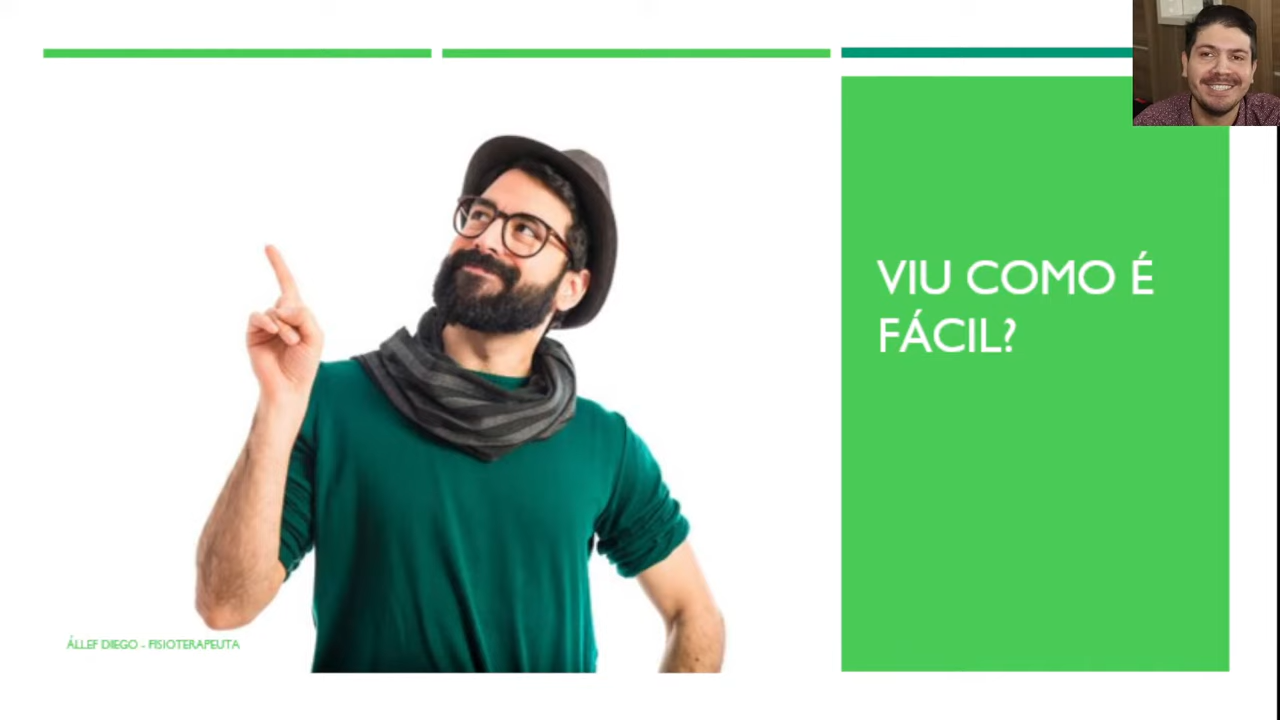 VIU COMO É
FÁCIL?
ÁLLEF DIEGO - FISIOTERAPEUTA